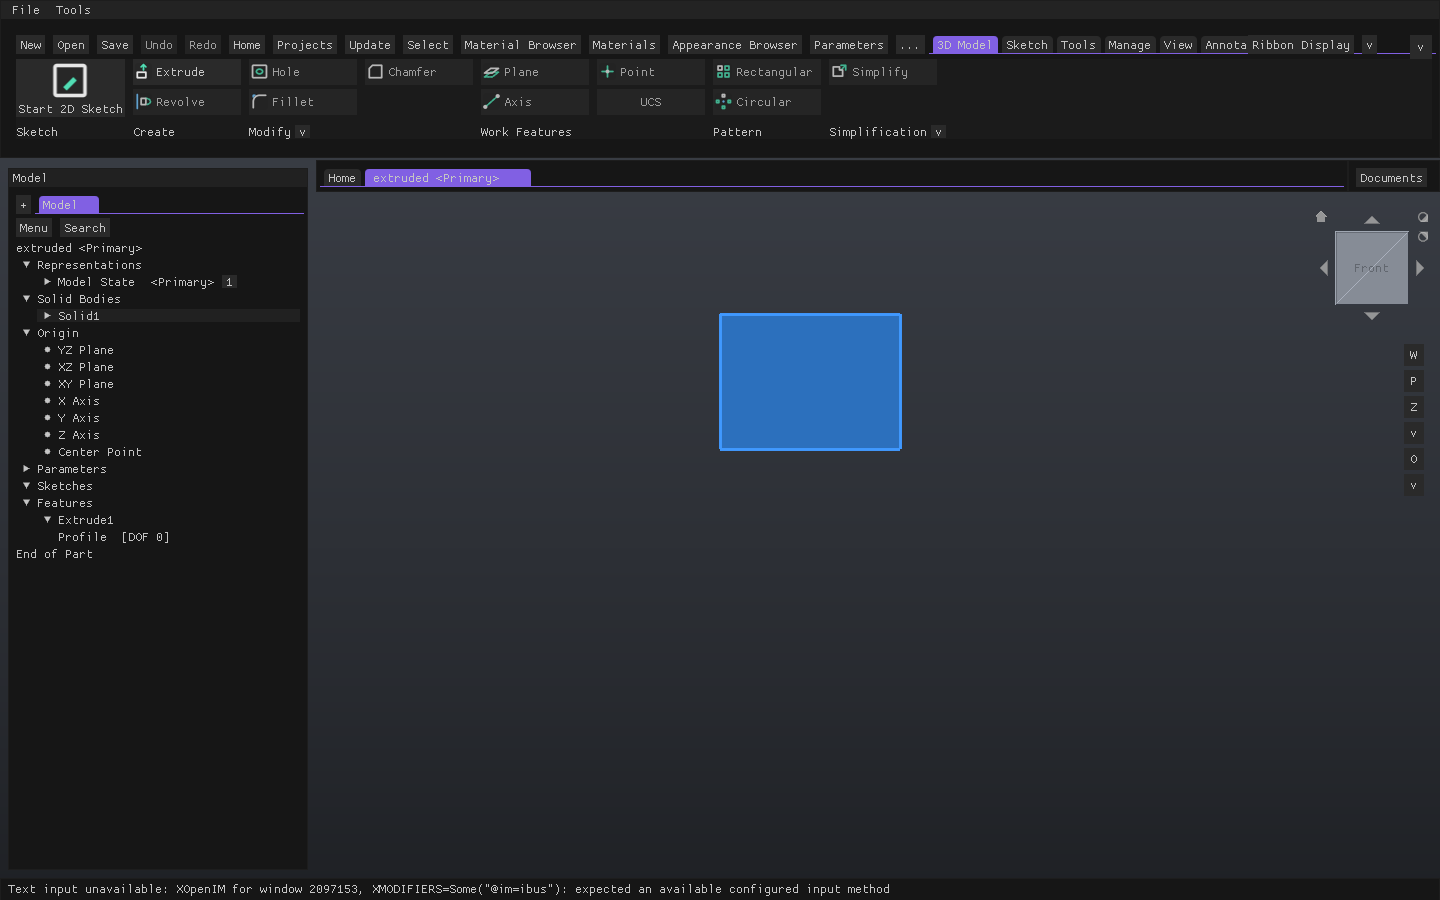 File Tools
New Open Save Undo Redo Home Projects Update Select Material Browser Materials Appearance Browser Parameters ... 3D Model Sketch Tools Manage View Annota Ribbon Display v v
Start 2D Sketch
Extrude Hole Chamfer Plane Point Rectangular Simplify
Revolve Fillet Axis UCS Circular
Sketch Create Modify v Work Features Pattern Simplification v
Model
+ Model
Menu Search
extruded <Primary>
Representations
Model State <Primary> 1
Solid Bodies
Solid1
Origin
YZ Plane
XZ Plane
XY Plane
X Axis
Y Axis
Z Axis
Center Point
Parameters
Sketches
Features
Extrude1
Profile [DOF 0]
End of Part
Home extruded <Primary> Documents
Front
W
P
Z
v
O
v
Text input unavailable: XOpenIM for window 2097153, XMODIFIERS=Some("@im=ibus"): expected an available configured input method